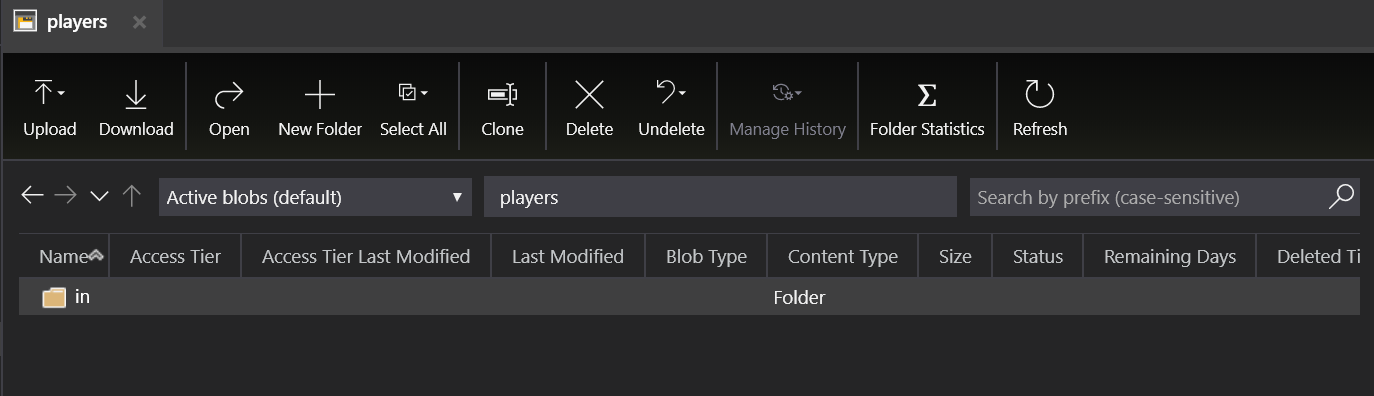 players
Upload Download Open New Folder Select All Clone Delete Undelete Manage History Folder Statistics Refresh
Active blobs (default) players Search by prefix (case-sensitive)
Name Access Tier Access Tier Last Modified Last Modified Blob Type Content Type Size Status Remaining Days Deleted Ti
in Folder